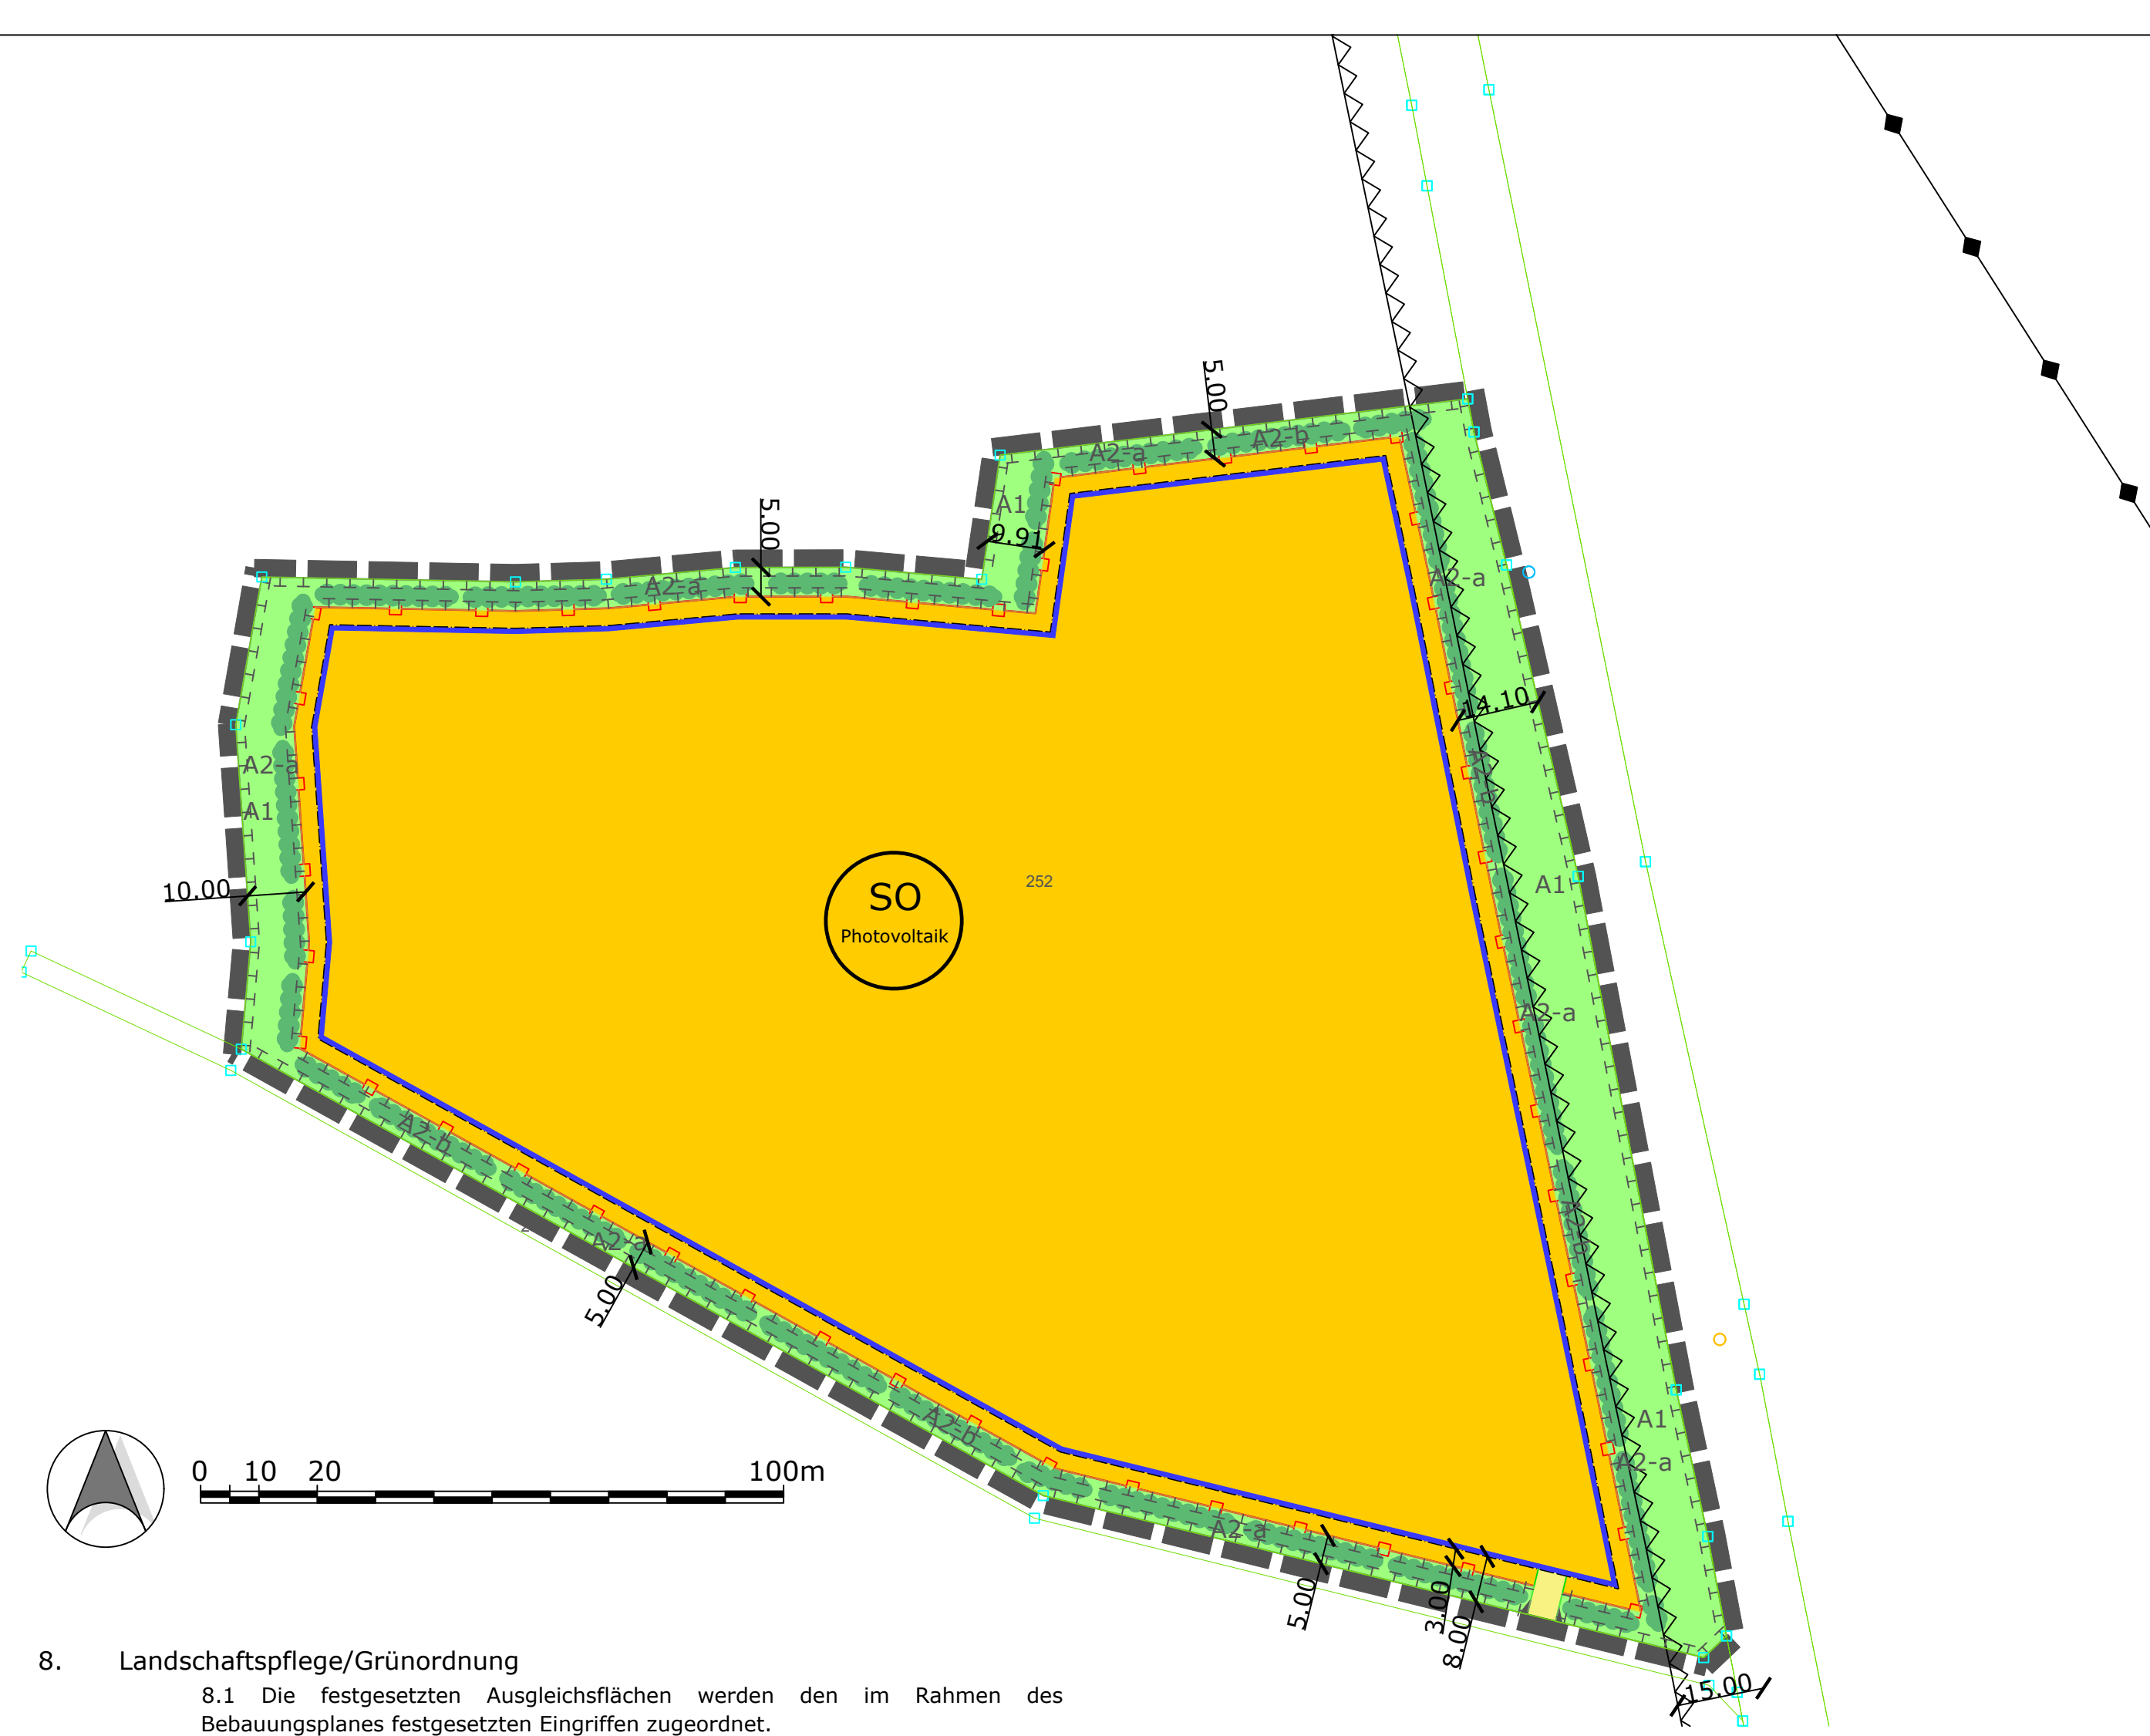 5.00
A2-b
A2-a
A1
9.91
5.00
A2-a
A2-a
14.10
A2-a
A1
10.00
A2-b
SO
Photovoltaik
252
A1
A2-a
A2-b
A2-a
5.00
A2-b
A2-a
A2-b
A1
A2-a
5.00
3.00
8.00
15.00
0 10 20 100m
8. Landschaftspflege/Grünordnung
8.1 Die festgesetzten Ausgleichsflächen werden den im Rahmen des
Bebauungsplanes festgesetzten Eingriffen zugeordnet.